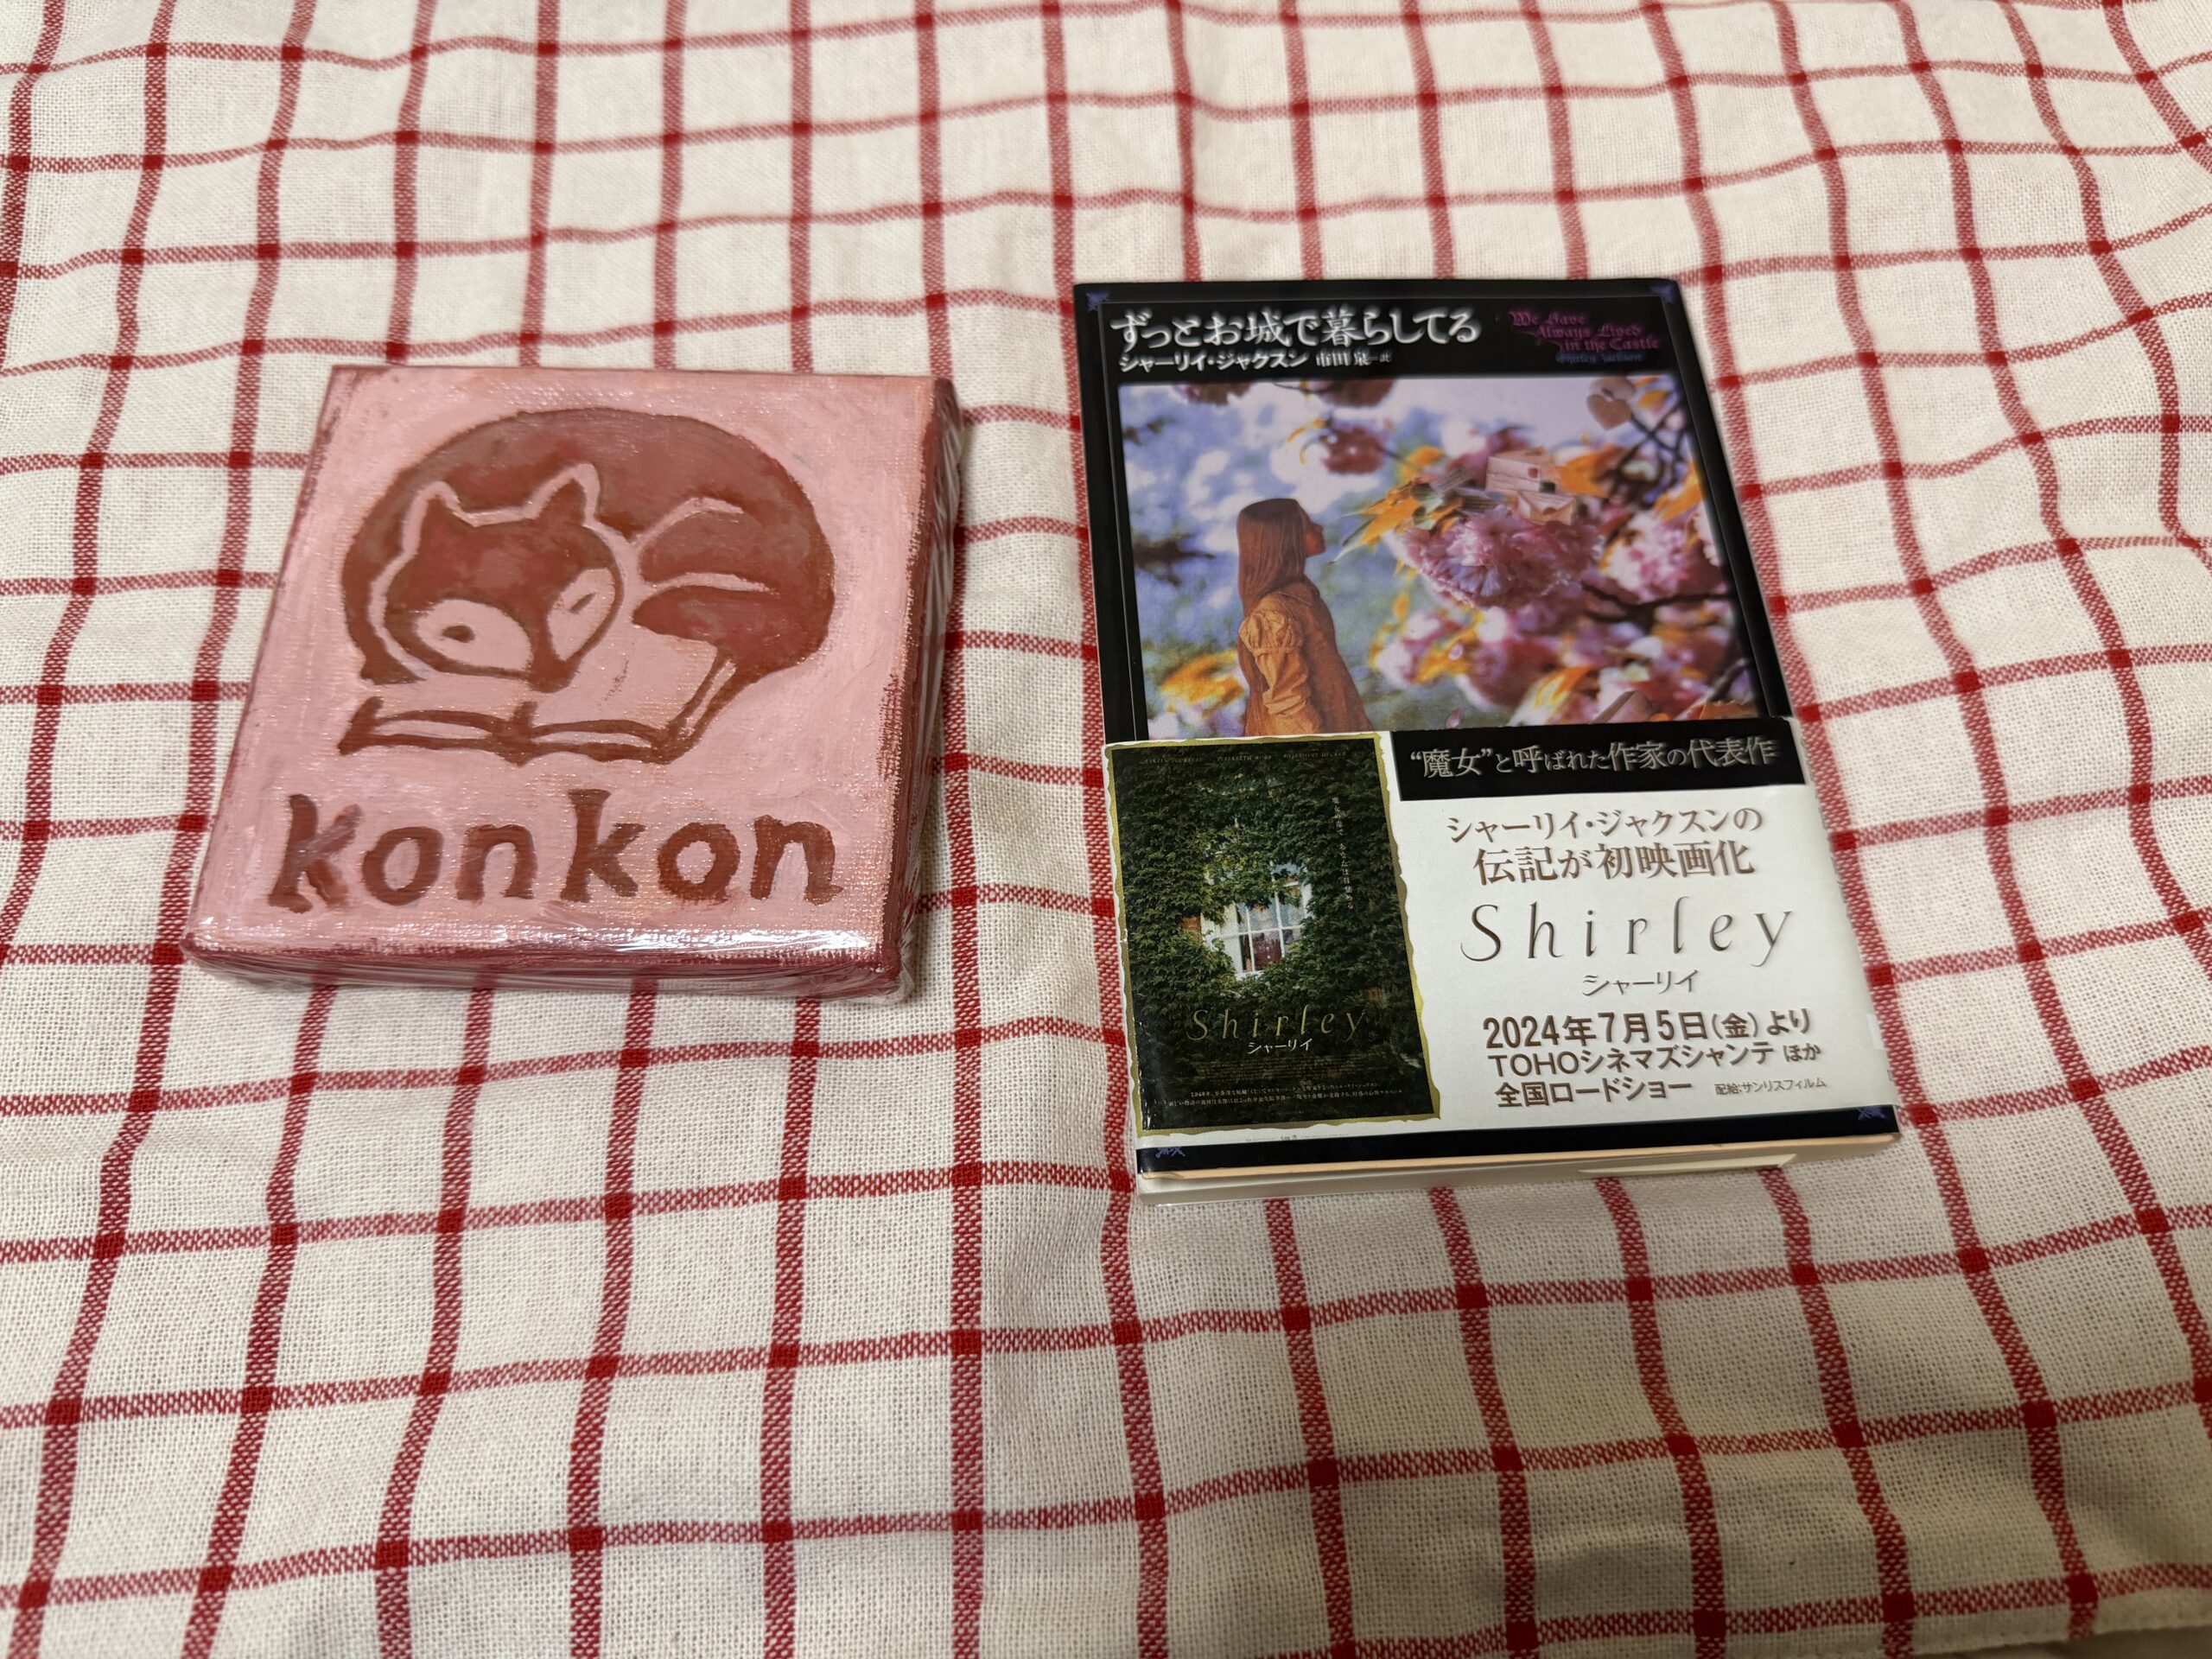 konkon
ずっとお城で暮らしてる
シャーリイ・ジャクスン 市田 泉=訳
We Have
Always Lived
in the Castle
Shirley Jackson
“魔女”と呼ばれた作家の代表作
シャーリイ・ジャクスンの
伝記が初映画化
Shirley
シャーリイ
2024年7月5日(金)より
TOHOシネマズシャンテ ほか
全国ロードショー 配給:サンリスフィルム
Shirley
シャーリイ